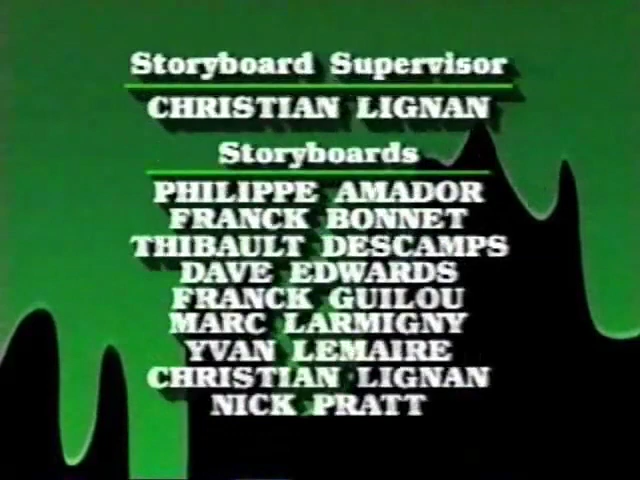 Storyboard Supervisor
CHRISTIAN LIGNAN
Storyboards
PHILIPPE AMADOR
FRANCK BONNET
THIBAULT DESCAMPS
DAVE EDWARDS
FRANCK GUILOU
MARC LARMIGNY
YVAN LEMAIRE
CHRISTIAN LIGNAN
NICK PRATT